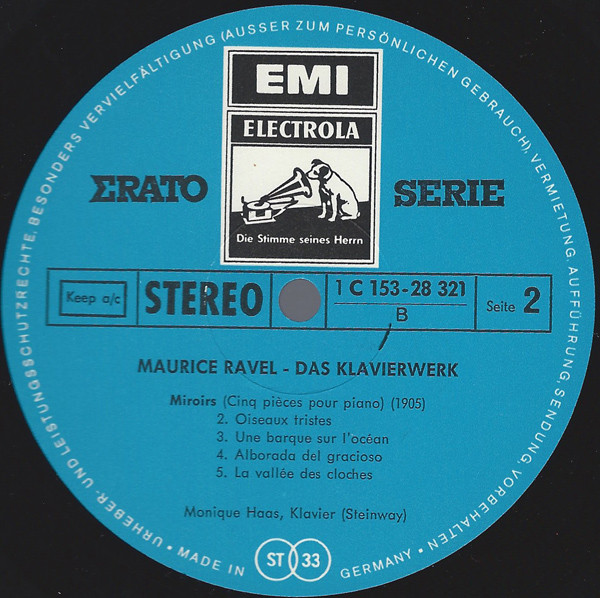 URHEBER- UND LEISTUNGSSCHUTZRECHTE, BESONDERS VERVIELFÄLTIGUNG (AUSSER ZUM PERSÖNLICHEN GEBRAUCH), VERMIETUNG, AUFFÜHRUNG, SENDUNG, VORBEHALTEN
EMI
ELECTROLA
ΣRATO SERIE
Die Stimme seines Herrn
Keep a/c STEREO 1 C 153-28 321 Seite 2
B
MAURICE RAVEL - DAS KLAVIERWERK
Miroirs (Cinq pièces pour piano) (1905)
2. Oiseaux tristes
3. Une barque sur l'océan
4. Alborada del gracioso
5. La vallée des cloches
Monique Haas, Klavier (Steinway)
• MADE IN ST 33 GERMANY •